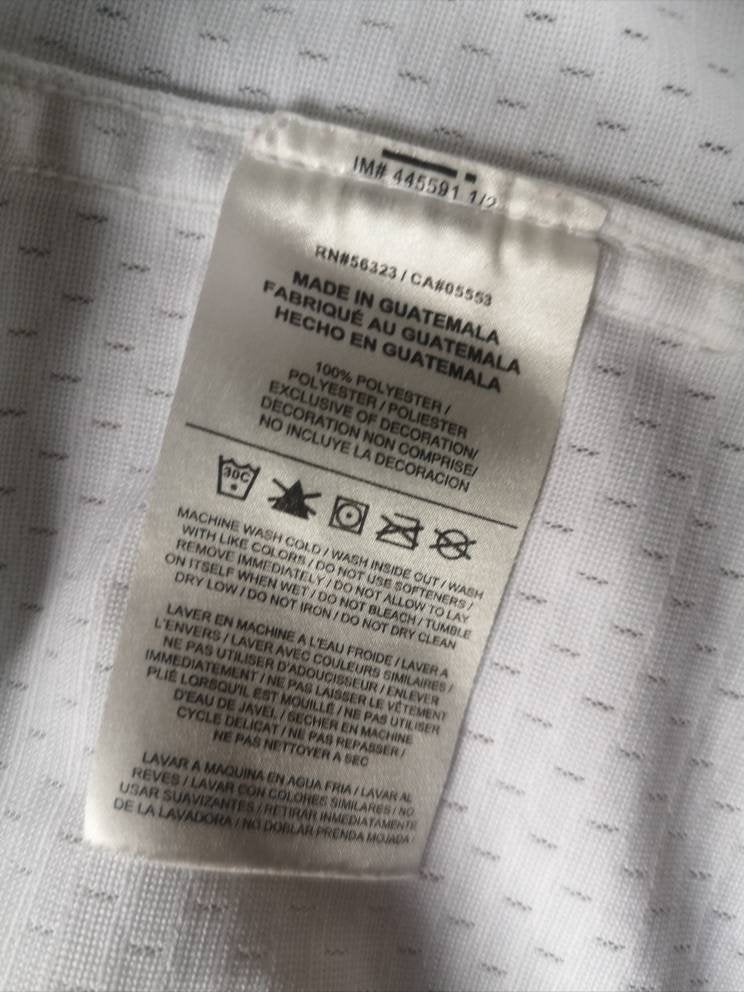 IM# 445591 1/2
RN#56323 / CA#05553
MADE IN GUATEMALA
FABRIQUÉ AU GUATEMALA
HECHO EN GUATEMALA
100% POLYESTER /
POLYESTER / POLIESTER
EXCLUSIVE OF DECORATION/
DECORATION NON COMPRISE/
NO INCLUYE LA DECORACION
30C
MACHINE WASH COLD / WASH INSIDE OUT / WASH
WITH LIKE COLORS / DO NOT USE SOFTENERS /
REMOVE IMMEDIATELY / DO NOT ALLOW TO LAY
ON ITSELF WHEN WET / DO NOT BLEACH / TUMBLE
DRY LOW / DO NOT IRON / DO NOT DRY CLEAN
LAVER EN MACHINE A L'EAU FROIDE / LAVER A
L'ENVERS / LAVER AVEC COULEURS SIMILAIRES /
NE PAS UTILISER D'ADOUCISSEUR / ENLEVER
IMMEDIATEMENT / NE PAS LAISSER LE VÊTEMENT
PLIÉ LORSQU'IL EST MOUILLÉ / NE PAS UTILISER
D'EAU DE JAVEL / SECHER EN MACHINE
CYCLE DELICAT / NE PAS REPASSER /
NE PAS NETTOYER A SEC
LAVAR A MAQUINA EN AGUA FRIA / LAVAR AL
REVES / LAVAR CON COLORES SIMILARES / NO
USAR SUAVIZANTES / RETIRAR INMEDIATAMENTE
DE LA LAVADORA / NO DOBLAR PRENDA MOJADA /